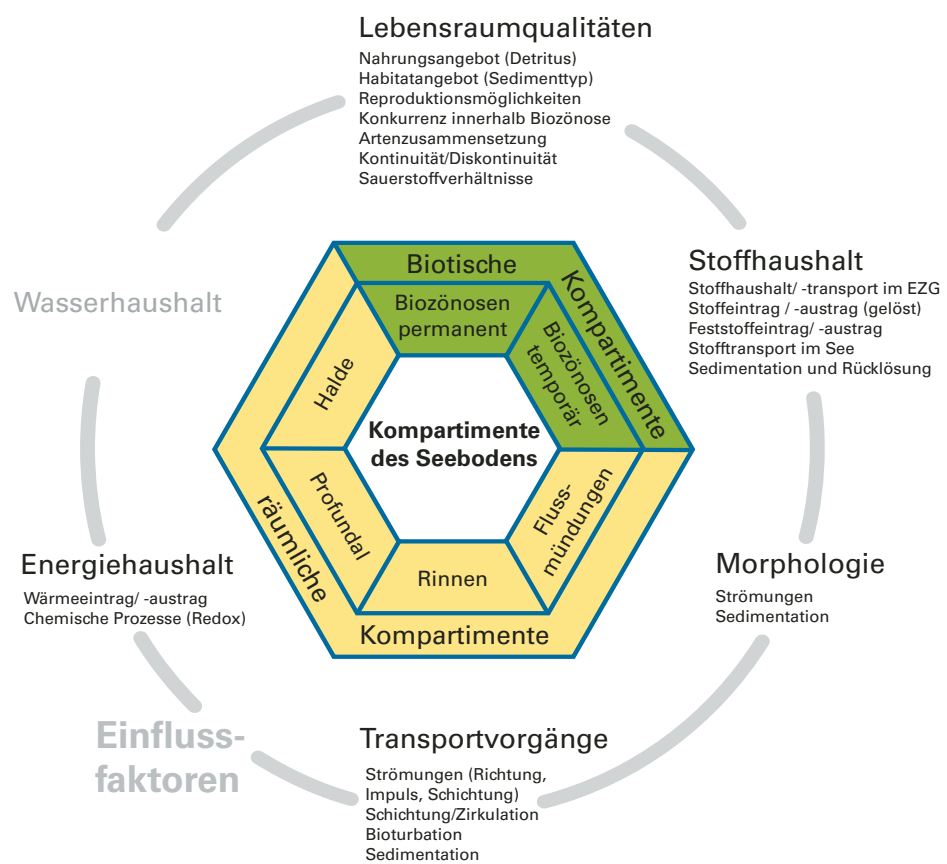 Lebensraumqualitäten
Nahrungsangebot (Detritus)
Habitatangebot (Sedimenttyp)
Reproduktionsmöglichkeiten
Konkurrenz innerhalb Biozönose
Artenzusammensetzung
Kontinuität/Diskontinuität
Sauerstoffverhältnisse
Wasserhaushalt
Stoffhaushalt
Stoffhaushalt/ -transport im EZG
Stoffeintrag / -austrag (gelöst)
Feststoffeintrag/ -austrag
Stofftransport im See
Sedimentation und Rücklösung
Biotische
Kompartimente
Biozönosen
permanent
Biozönosen
temporär
Halde
Kompartimente
des Seebodens
Profundal
Fluss-
mündungen
Rinnen
räumliche
Kompartimente
Energiehaushalt
Wärmeeintrag/ -austrag
Chemische Prozesse (Redox)
Morphologie
Strömungen
Sedimentation
Einfluss-
faktoren
Transportvorgänge
Strömungen (Richtung,
Impuls, Schichtung)
Schichtung/Zirkulation
Bioturbation
Sedimentation